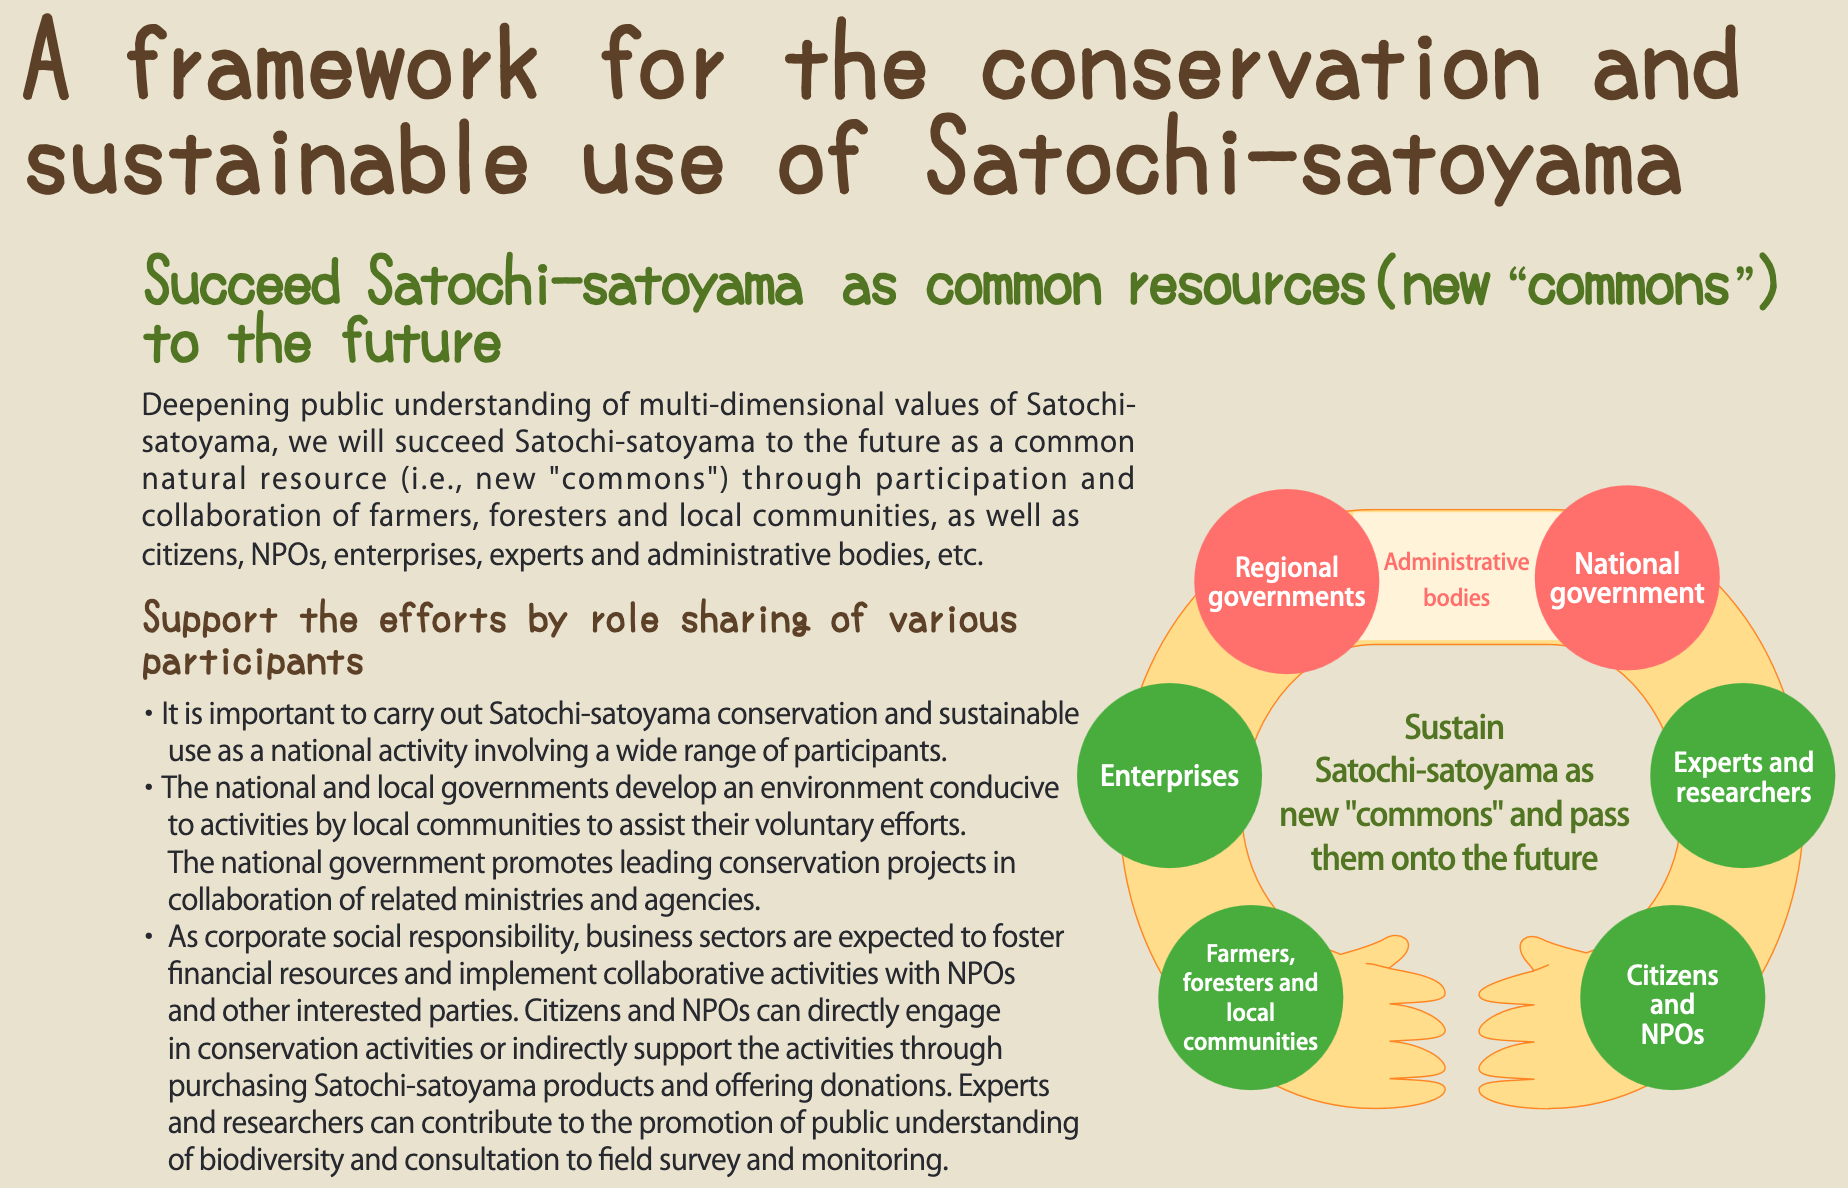 A framework for the conservation and
sustainable use of Satochi-satoyama
Succeed Satochi-satoyama as common resources (new “commons”)
to the future
Deepening public understanding of multi-dimensional values of Satochi-
satoyama, we will succeed Satochi-satoyama to the future as a common
natural resource (i.e., new "commons") through participation and
collaboration of farmers, foresters and local communities, as well as
citizens, NPOs, enterprises, experts and administrative bodies, etc.
Support the efforts by role sharing of various
participants
・It is important to carry out Satochi-satoyama conservation and sustainable
use as a national activity involving a wide range of participants.
・The national and local governments develop an environment conducive
to activities by local communities to assist their voluntary efforts.
The national government promotes leading conservation projects in
collaboration of related ministries and agencies.
・ As corporate social responsibility, business sectors are expected to foster
financial resources and implement collaborative activities with NPOs
and other interested parties. Citizens and NPOs can directly engage
in conservation activities or indirectly support the activities through
purchasing Satochi-satoyama products and offering donations. Experts
and researchers can contribute to the promotion of public understanding
of biodiversity and consultation to field survey and monitoring.
Regional
governments
Administrative
bodies
National
government
Enterprises
Sustain
Satochi-satoyama as
new "commons" and pass
them onto the future
Experts and
researchers
Farmers,
foresters and
local
communities
Citizens
and
NPOs